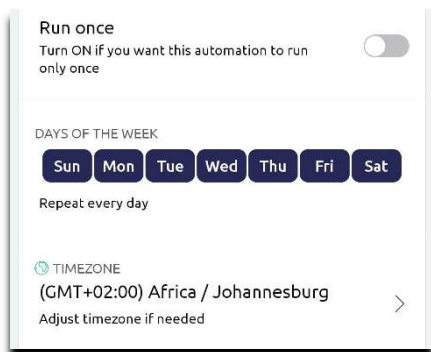 Run once
Turn ON if you want this automation to run
only once
DAYS OF THE WEEK
Sun Mon Tue Wed Thu Fri Sat
Repeat every day
TIMEZONE
(GMT+02:00) Africa / Johannesburg
Adjust timezone if needed